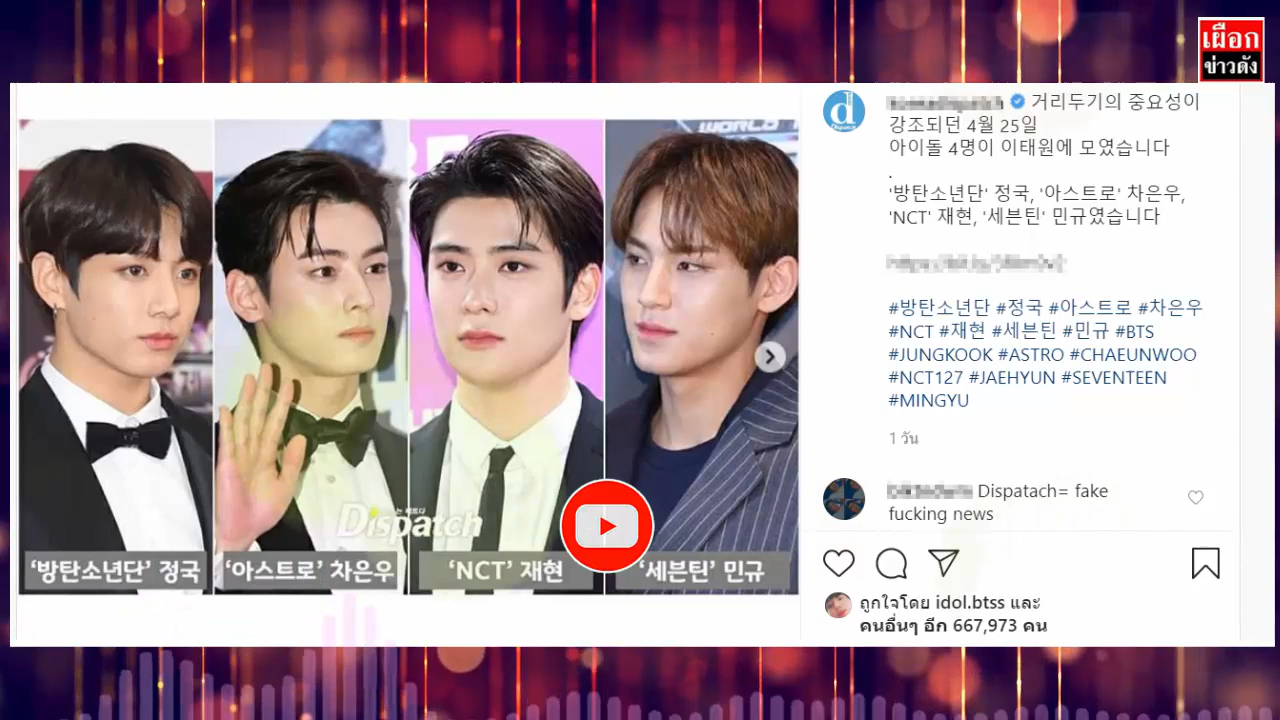 เผือก
ข่าวดัง
WORLD
거리두기의 중요성이
강조되던 4월 25일
아이돌 4명이 이태원에 모였습니다
.
'방탄소년단' 정국, '아스트로' 차은우,
'NCT' 재현, '세븐틴' 민규였습니다
#방탄소년단 #정국 #아스트로 #차은우
#NCT #재현 #세븐틴 #민규 #BTS
#JUNGKOOK #ASTRO #CHAEUNWOO
#NCT127 #JAEHYUN #SEVENTEEN
#MINGYU
1 วัน
Dispatach= fake
fucking news
Dispatch
'방탄소년단' 정국
'아스트로' 차은우
'NCT' 재현
'세븐틴' 민규
ถูกใจโดย idol.btss และ
คนอื่นๆ อีก 667,973 คน